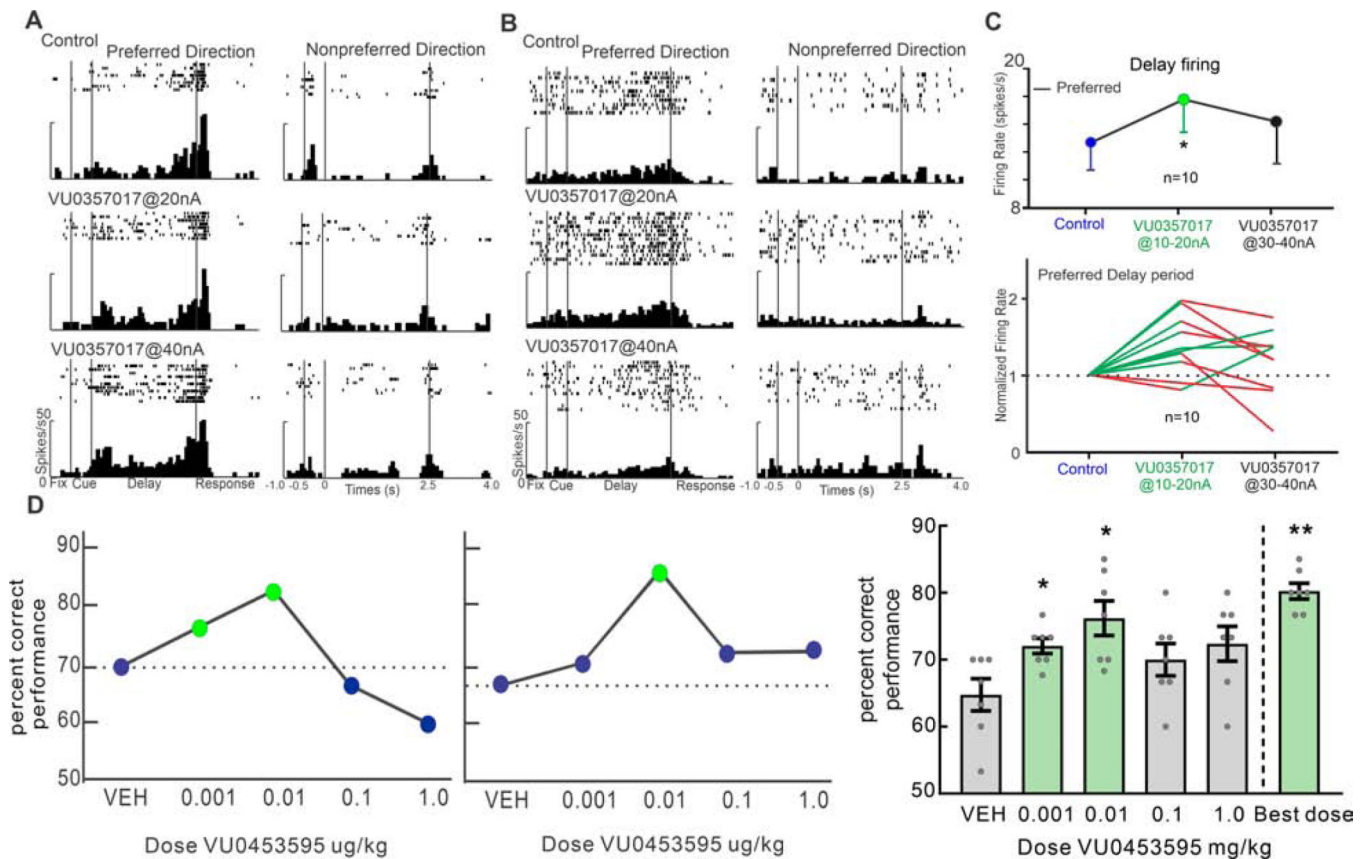 A
Control
Preferred Direction
Nonpreferred Direction
VU0357017@20nA
VU0357017@40nA
50
Spikes/s
0
Fix Cue Delay Response
-1.0 -0.5 0 Times (s) 2.5 4.0
B
Control
Preferred Direction
Nonpreferred Direction
VU0357017@20nA
VU0357017@40nA
50
0
Fix Cue Delay Response
-1.0 -0.5 0 Times (s) 2.5 4.0
C
Delay firing
20
Firing Rate (spikes/s)
8
Preferred
*
n=10
Control
VU0357017
@10-20nA
VU0357017
@30-40nA
Preferred Delay period
Normalized Firing Rate
2
1
0
n=10
Control
VU0357017
@10-20nA
VU0357017
@30-40nA
D
percent correct
performance
90
80
70
60
50
VEH 0.001 0.01 0.1 1.0
Dose VU0453595 ug/kg
VEH 0.001 0.01 0.1 1.0
Dose VU0453595 ug/kg
percent correct
performance
90
80
70
60
50
* * **
VEH 0.001 0.01 0.1 1.0 Best dose
Dose VU0453595 mg/kg